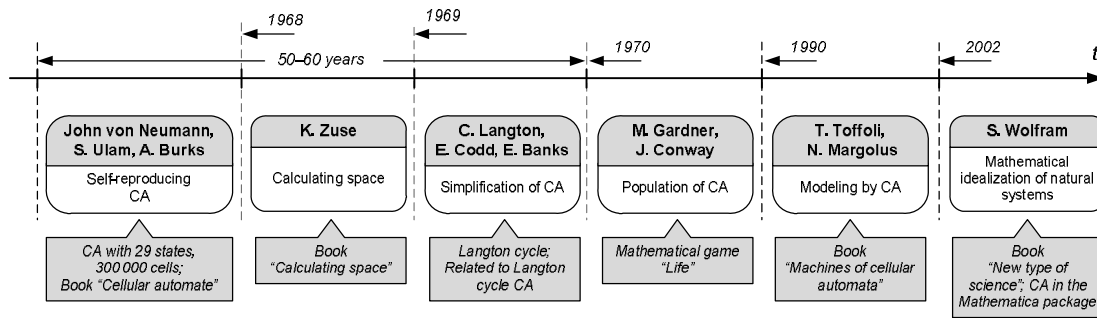 1968
1969
50–60 years
1970
1990
2002
t
John von Neumann,
S. Ulam, A. Burks
Self-reproducing
CA
CA with 29 states,
300 000 cells;
Book “Cellular automate”
K. Zuse
Calculating space
Book
“Calculating space”
C. Langton,
E. Codd, E. Banks
Simplification of CA
Langton cycle;
Related to Langton
cycle CA
M. Gardner,
J. Conway
Population of CA
Mathematical game
“Life”
T. Toffoli,
N. Margolus
Modeling by CA
Book
“Machines of cellular
automata”
S. Wolfram
Mathematical
idealization of natural
systems
Book
“New type of
science”; CA in the
Mathematica package